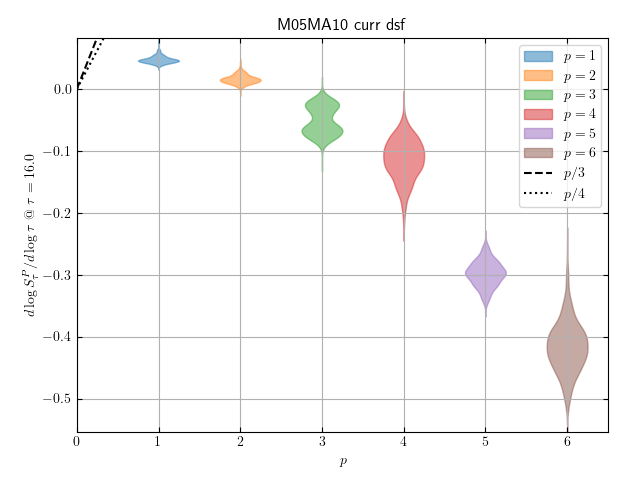 M05MA10 curr dsf
d log S_τ^P / d log τ @ τ = 16.0
0.0
−0.1
−0.2
−0.3
−0.4
−0.5
0 1 2 3 4 5 6
p
p = 1
p = 2
p = 3
p = 4
p = 5
p = 6
p/3
p/4